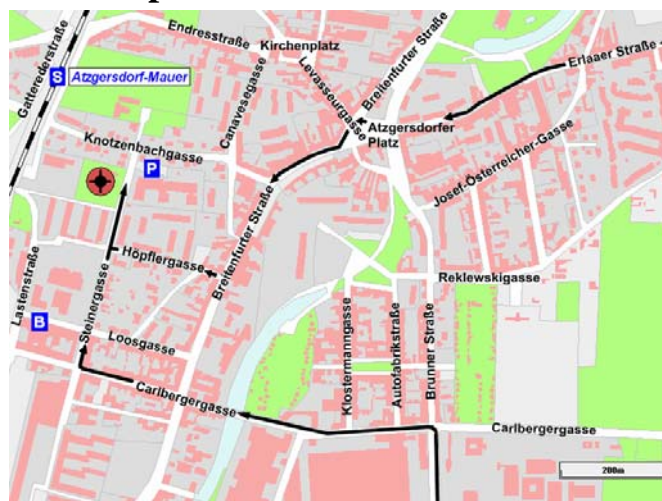 Endresstraße
Kirchenplatz
Breitenfurter Straße
Erlaaer Straße
Gatterederstraße
S
Atzgersdorf-Mauer
Canavesegasse
Levasseurgasse
Atzgersdorfer
Platz
Knotzenbachgasse
P
Josef-Österreicher-Gasse
Breitenfurter Straße
Höpflergasse
Reklewskigasse
Lastenstraße
Steinergasse
B
Loosgasse
Klostermanngasse
Autofabrikstraße
Brunner Straße
Carlbergergasse
Carlbergergasse
200m